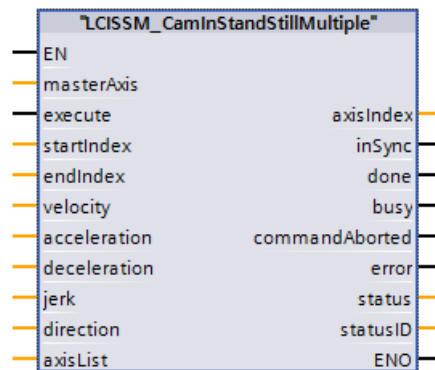 "LCISSM_CamInStandStillMultiple"
EN
masterAxis
execute axisIndex
startIndex inSync
endIndex done
velocity busy
acceleration commandAborted
deceleration error
jerk status
direction statusID
axisList ENO